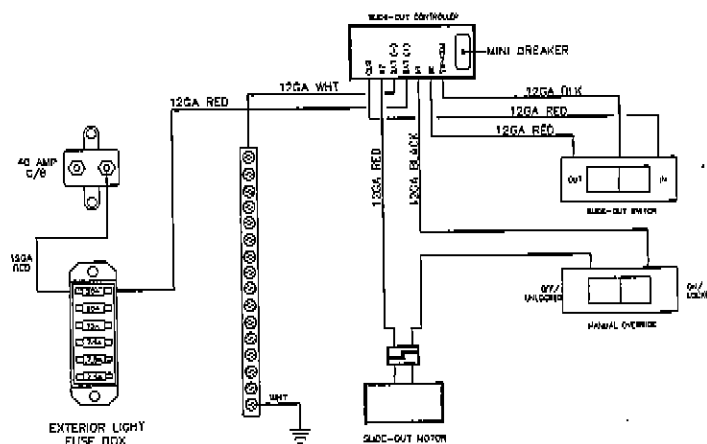 SLIDE-OUT CONTROLLER
MINI BREAKER
BAT (-)
BAT (+)
12GA WHT
12GA BLK
12GA RED
12GA RED
12GA RED
40 AMP
C/B
12GA RED
12GA BLACK
OUT
IN
SLIDE-OUT SWITCH
12GA
RED
OFF/
UNLOCKED
ON/
LOCKED
MANUAL OVERRIDE
WHT
EXTERIOR LIGHT
FUSE BOX
SLIDE-OUT MOTOR